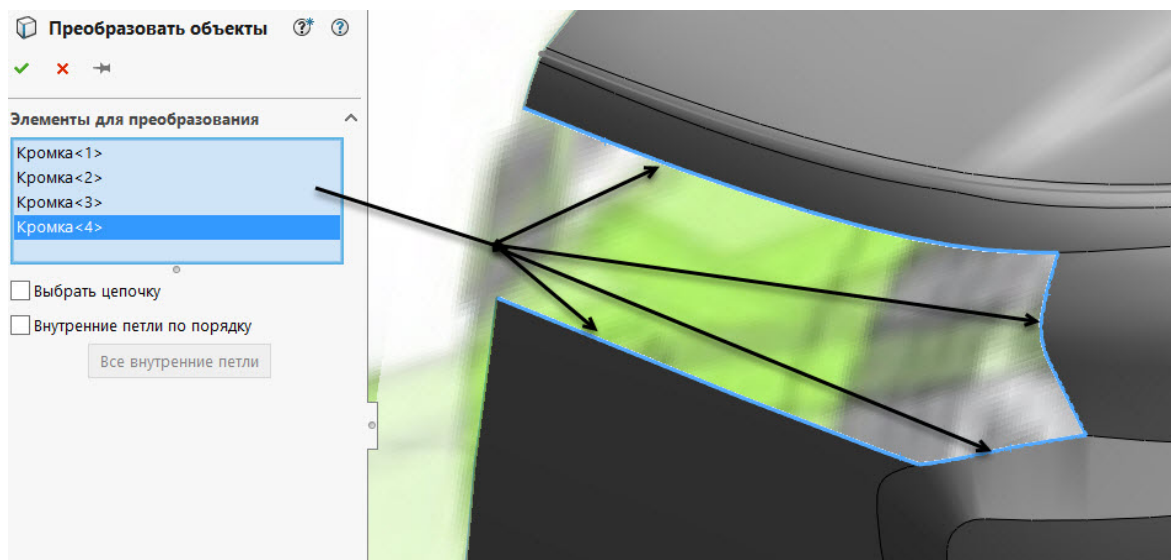 Преобразовать объекты
Элементы для преобразования
Кромка<1>
Кромка<2>
Кромка<3>
Кромка<4>
Выбрать цепочку
Внутренние петли по порядку
Все внутренние петли